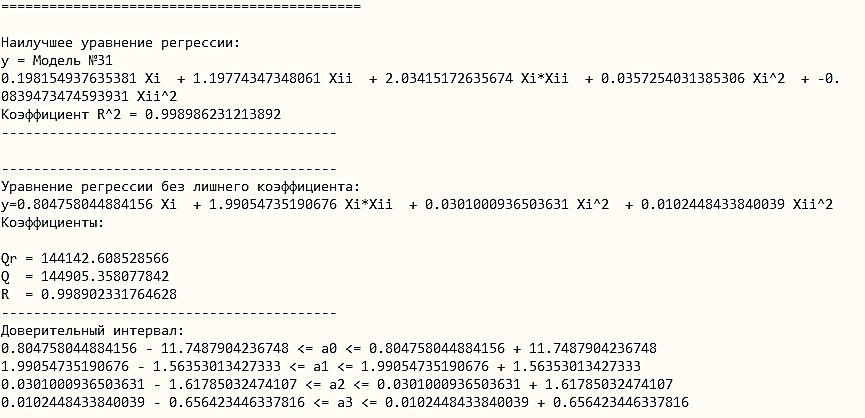 =============================================
Наилучшее уравнение регрессии:
y = Модель №31
0.198154937635381 Xi  + 1.19774347348061 Xii  + 2.03415172635674 Xi*Xii  + 0.0357254031385306 Xi^2  + -0.
0839473474593931 Xii^2
Коэффициент R^2 = 0.998986231213892
------------------------------------------
------------------------------------------
Уравнение регрессии без лишнего коэффициента:
y=0.804758044884156 Xi  + 1.99054735190676 Xi*Xii  + 0.0301000936503631 Xi^2  + 0.0102448433840039 Xii^2
Коэффициенты:
Qr = 144142.608528566
Q  = 144905.358077842
R  = 0.998902331764628
------------------------------------------
Доверительный интервал:
0.804758044884156 - 11.7487904236748 <= a0 <= 0.804758044884156 + 11.7487904236748
1.99054735190676 - 1.56353013427333 <= a1 <= 1.99054735190676 + 1.56353013427333
0.0301000936503631 - 1.61785032474107 <= a2 <= 0.0301000936503631 + 1.61785032474107
0.0102448433840039 - 0.656423446337816 <= a3 <= 0.0102448433840039 + 0.656423446337816